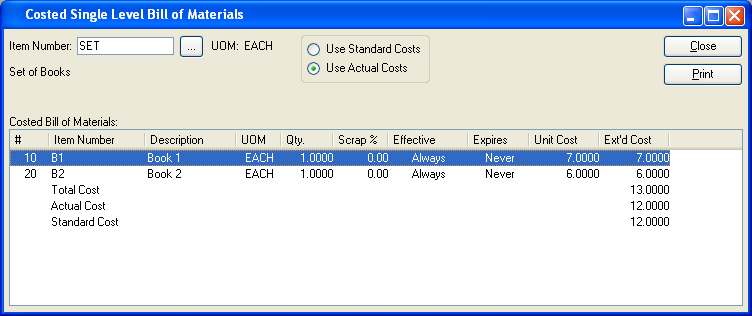 Costed Single Level Bill of Materials
Item Number: SET ... UOM: EACH Use Standard Costs Close
Set of Books Use Actual Costs Print
Costed Bill of Materials:
# Item Number Description UOM Qty. Scrap % Effective Expires Unit Cost Ext'd Cost
10 B1 Book 1 EACH 1.0000 0.00 Always Never 7.0000 7.0000
20 B2 Book 2 EACH 1.0000 0.00 Always Never 6.0000 6.0000
Total Cost 13.0000
Actual Cost 12.0000
Standard Cost 12.0000